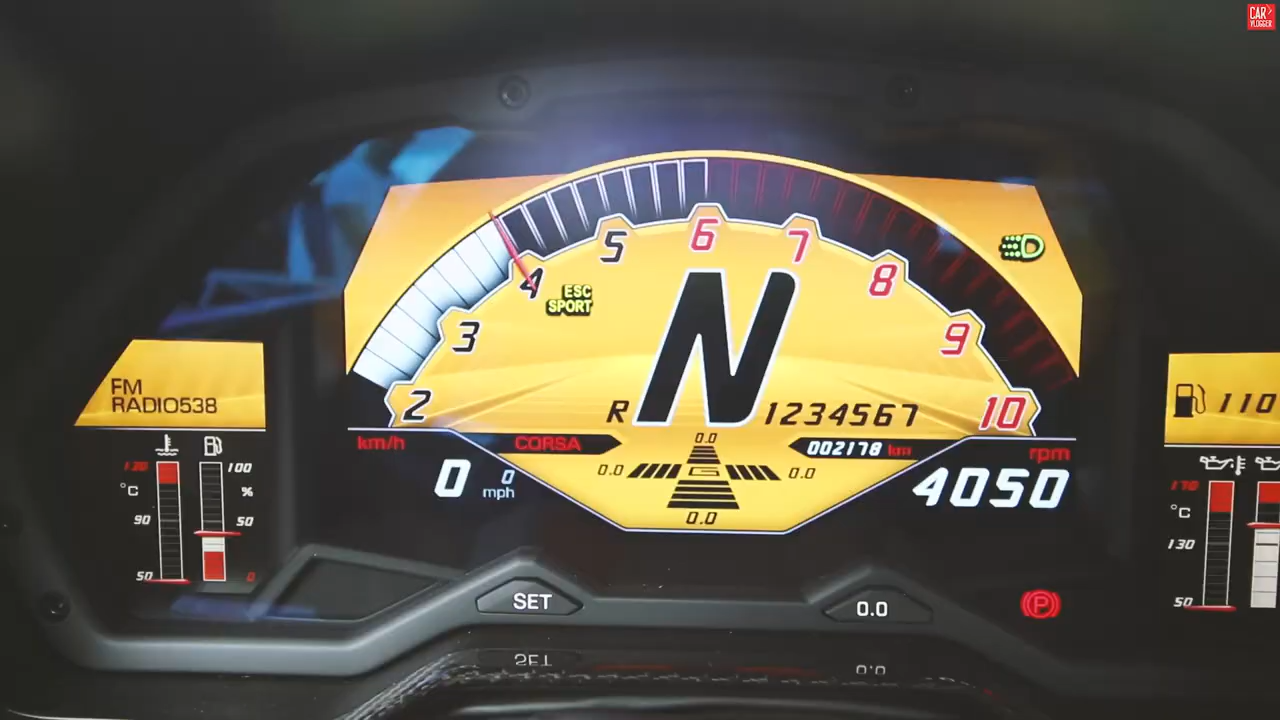 CAR
VLOGGER
5 6 7
4 8
ESC
SPORT
3 9
N
2 R 1234567 10
FM
RADIO538
110
km/h CORSA 0.0 002178 km rpm
0.0 G 0.0
0 0
mph
0.0
4050
120 100
°C %
90 50
50 0
170
°C
130
50
SET 0.0
P
SET 0.0